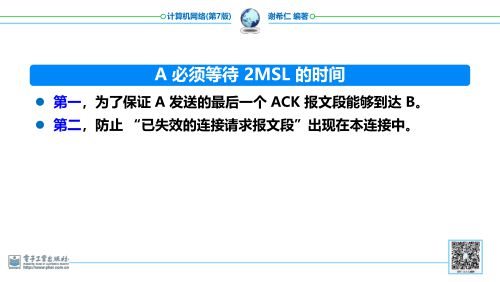 计算机网络(第7版)
谢希仁 编著
A 必须等待 2MSL 的时间
第一，为了保证 A 发送的最后一个 ACK 报文段能够到达 B。
第二，防止 “已失效的连接请求报文段”出现在本连接中。
电子工业出版社
http://www.phei.com.cn